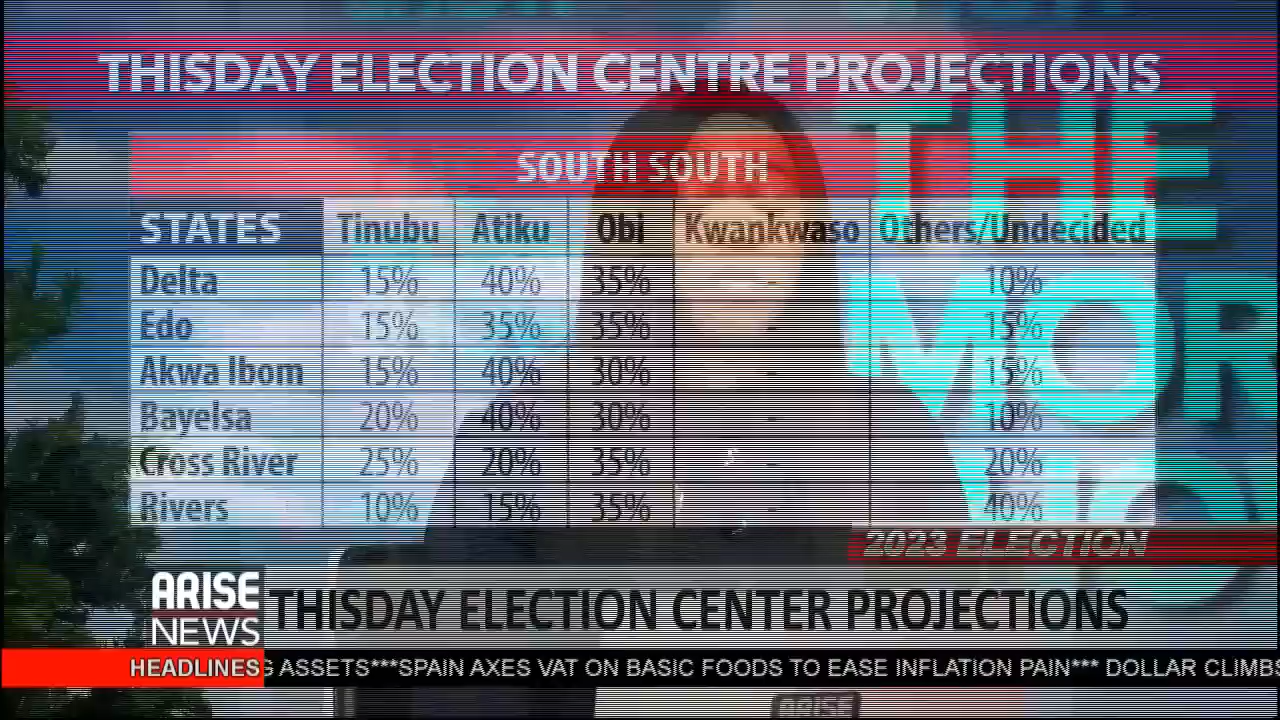 THISDAY ELECTION CENTRE PROJECTIONS
THE
SOUTH SOUTH
STATES Tinubu Atiku Obi Kwankwaso Others/Undecided
Delta 15% 40% 35% - 10%
Edo 15% 35% 35% - 15%
MOR
Akwa Ibom 15% 40% 30% - 15%
Bayelsa 20% 40% 30% - 10%
Cross River 25% 20% 35% - 20%
Rivers 10% 15% 35% - 40%
2023 ELECTION
ARISE
NEWS
THISDAY ELECTION CENTER PROJECTIONS
HEADLINES
ASSETS***SPAIN AXES VAT ON BASIC FOODS TO EASE INFLATION PAIN*** DOLLAR CLIMBS
ARISE